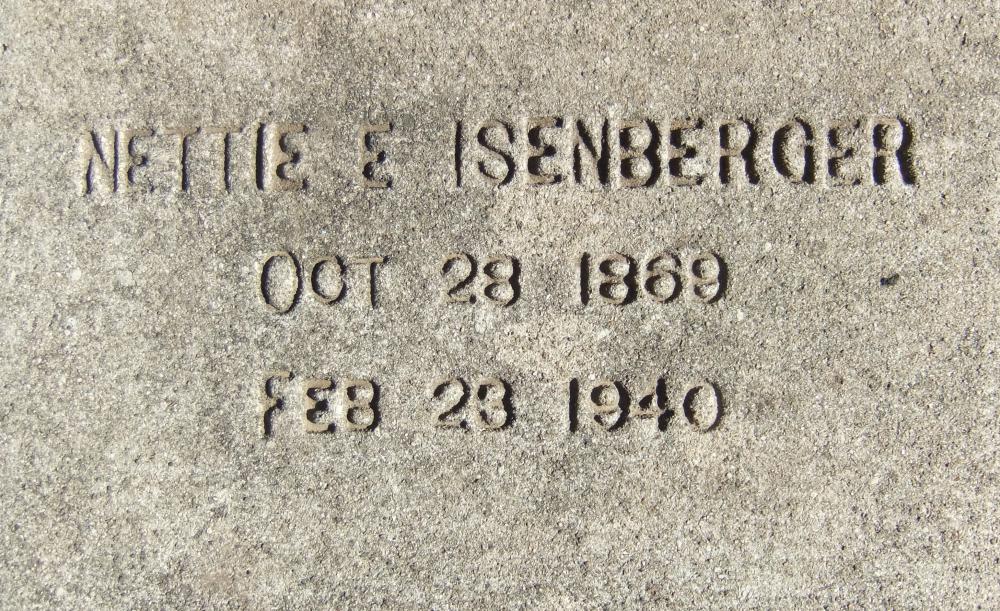 NETTIE E ISENBERGER
OCT 28 1869
FEB 23 1940